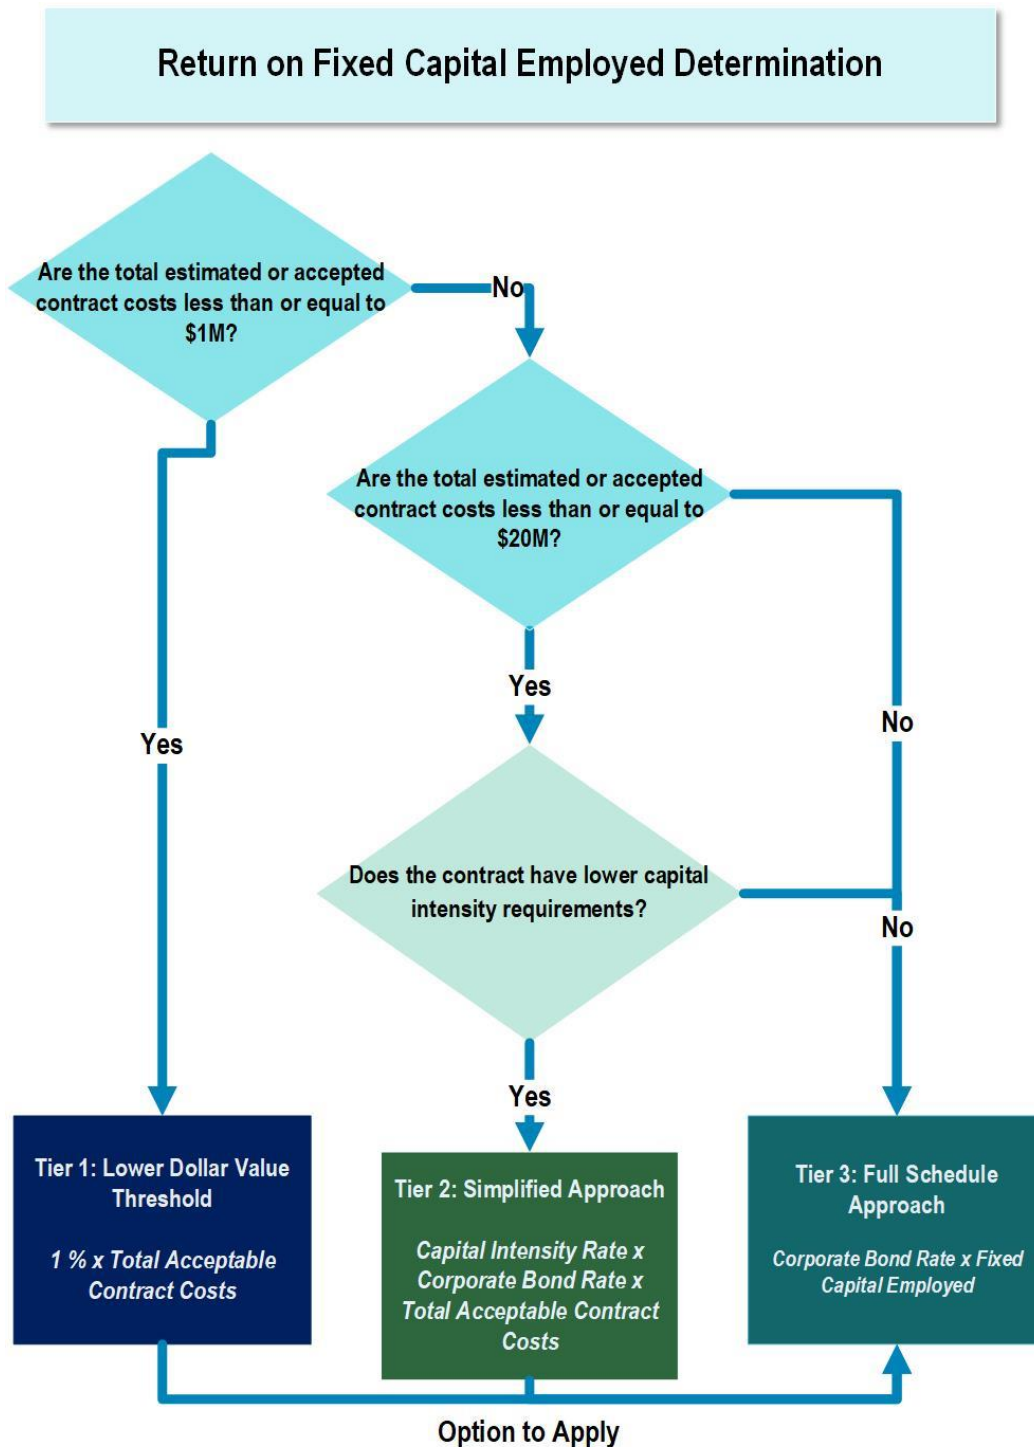 Return on Fixed Capital Employed Determination
Are the total estimated or accepted
contract costs less than or equal to
$1M?
No
Are the total estimated or accepted
contract costs less than or equal to
$20M?
Yes
No
Yes
Does the contract have lower capital
intensity requirements?
No
Yes
Tier 1: Lower Dollar Value
Threshold
1 % x Total Acceptable
Contract Costs
Tier 2: Simplified Approach
Capital Intensity Rate x
Corporate Bond Rate x
Total Acceptable Contract
Costs
Tier 3: Full Schedule
Approach
Corporate Bond Rate x Fixed
Capital Employed
Option to Apply